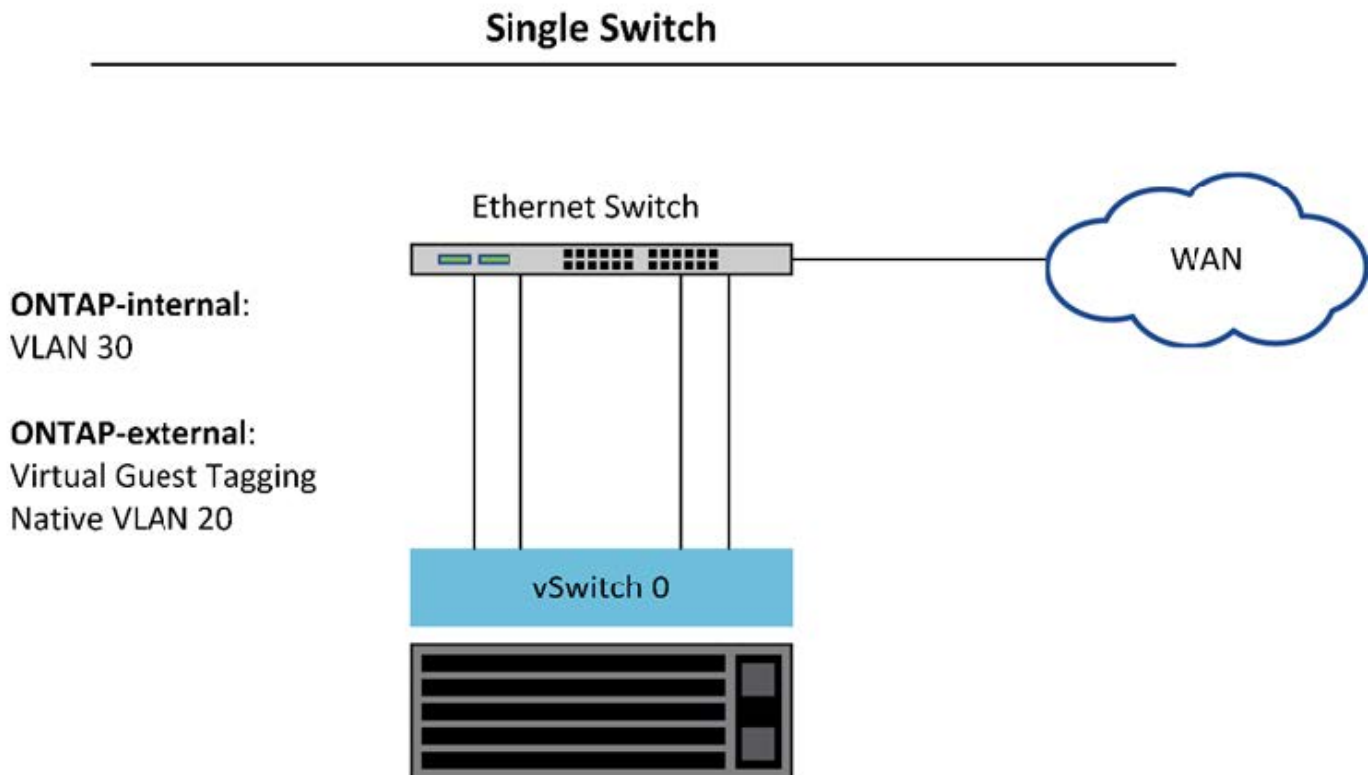 Single Switch
Ethernet Switch
WAN
ONTAP-internal:
VLAN 30
ONTAP-external:
Virtual Guest Tagging
Native VLAN 20
vSwitch 0